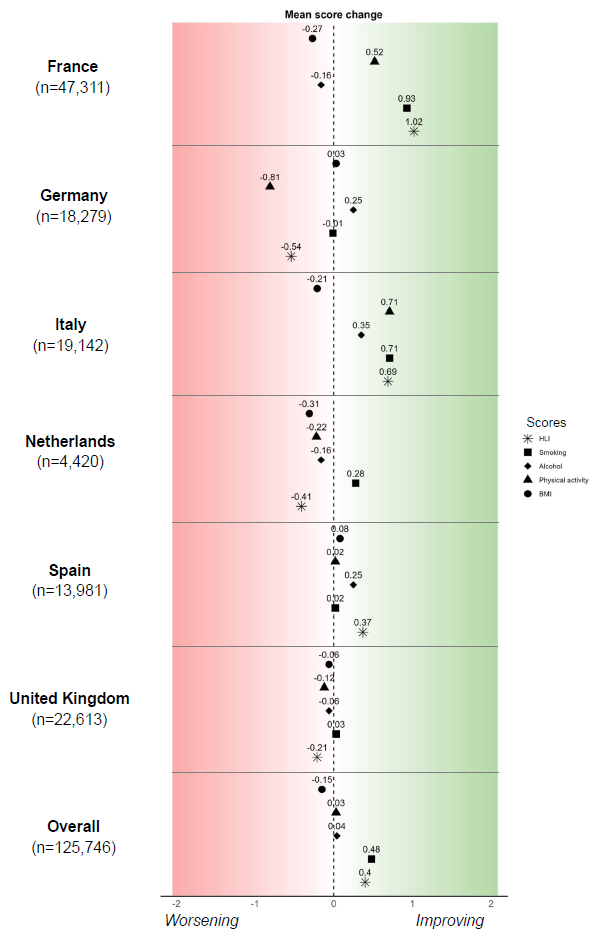 Mean score change
France
(n=47,311)
-0.27
0.52
-0.16
0.93
1.02
Germany
(n=18,279)
0.03
-0.81
0.25
-0.01
-0.54
Italy
(n=19,142)
-0.21
0.71
0.35
0.71
0.69
Netherlands
(n=4,420)
-0.31
-0.22
-0.16
0.28
-0.41
Spain
(n=13,981)
0.08
0.02
0.25
0.02
0.37
United Kingdom
(n=22,613)
-0.06
-0.12
-0.06
0.03
-0.21
Overall
(n=125,746)
-0.15
0.03
0.04
0.48
0.4
-2 -1 0 1 2
Worsening Improving
Scores
HLI
Smoking
Alcohol
Physical activity
BMI